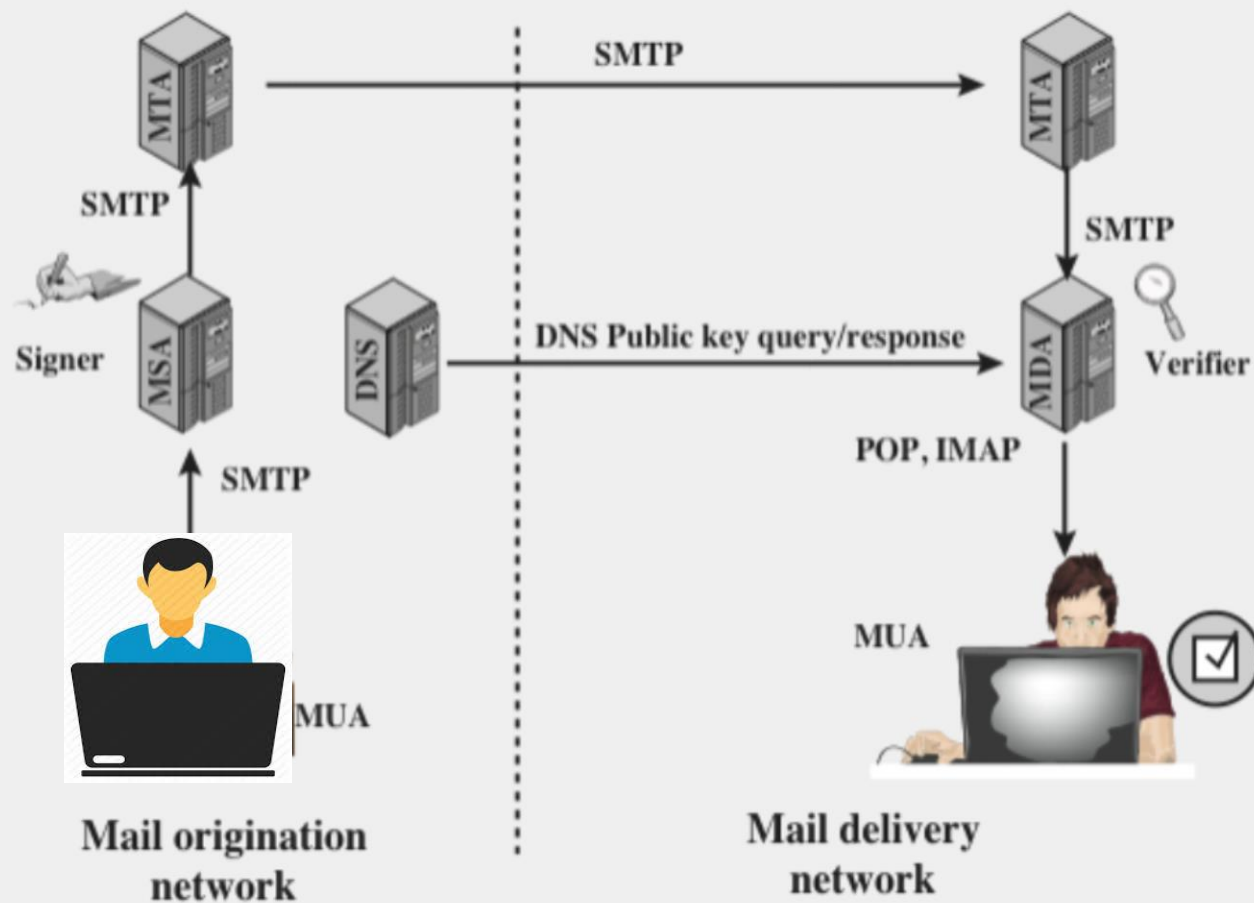 SMTP
MTA
MTA
SMTP
SMTP
Signer
MSA
DNS
DNS Public key query/response
MDA
Verifier
POP, IMAP
SMTP
MUA
MUA
Mail origination
network
Mail delivery
network